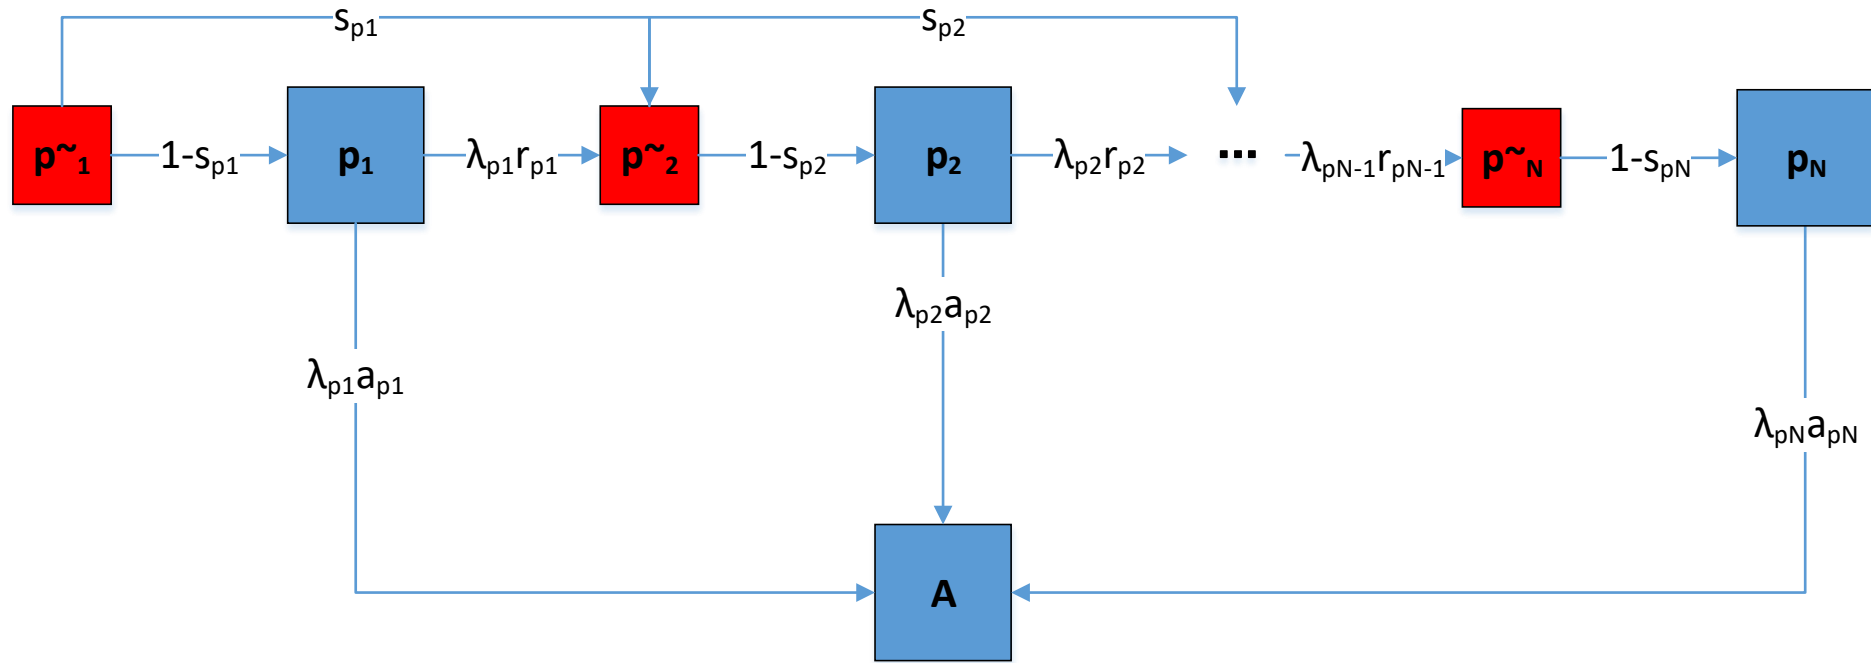 sp1
sp2
p~1
1-sp1
p1
λp1rp1
p~2
1-sp2
p2
λp2rp2
...
λpN-1rpN-1
p~N
1-spN
pN
λp2ap2
λp1ap1
λpNapN
A